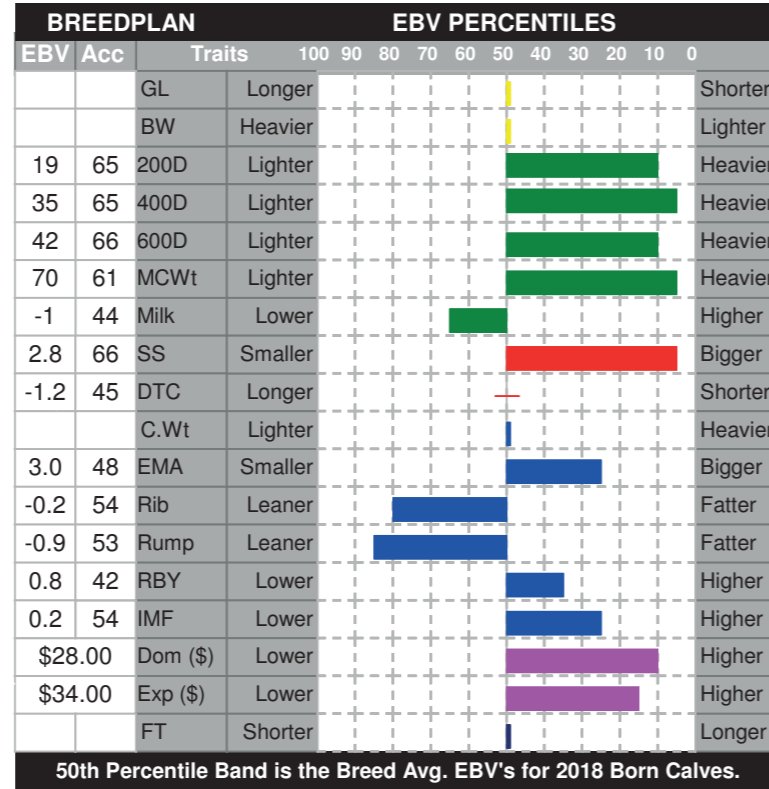 BREEDPLAN EBV PERCENTILES
EBV Acc Traits 100 90 80 70 60 50 40 30 20 10 0
GL Longer Shorter
BW Heavier Lighter
19 65 200D Lighter Heavier
35 65 400D Lighter Heavier
42 66 600D Lighter Heavier
70 61 MCWt Lighter Heavier
-1 44 Milk Lower Higher
2.8 66 SS Smaller Bigger
-1.2 45 DTC Longer Shorter
C.Wt Lighter Heavier
3.0 48 EMA Smaller Bigger
-0.2 54 Rib Leaner Fatter
-0.9 53 Rump Leaner Fatter
0.8 42 RBY Lower Higher
0.2 54 IMF Lower Higher
$28.00 Dom ($) Lower Higher
$34.00 Exp ($) Lower Higher
FT Shorter Longer
50th Percentile Band is the Breed Avg. EBV's for 2018 Born Calves.